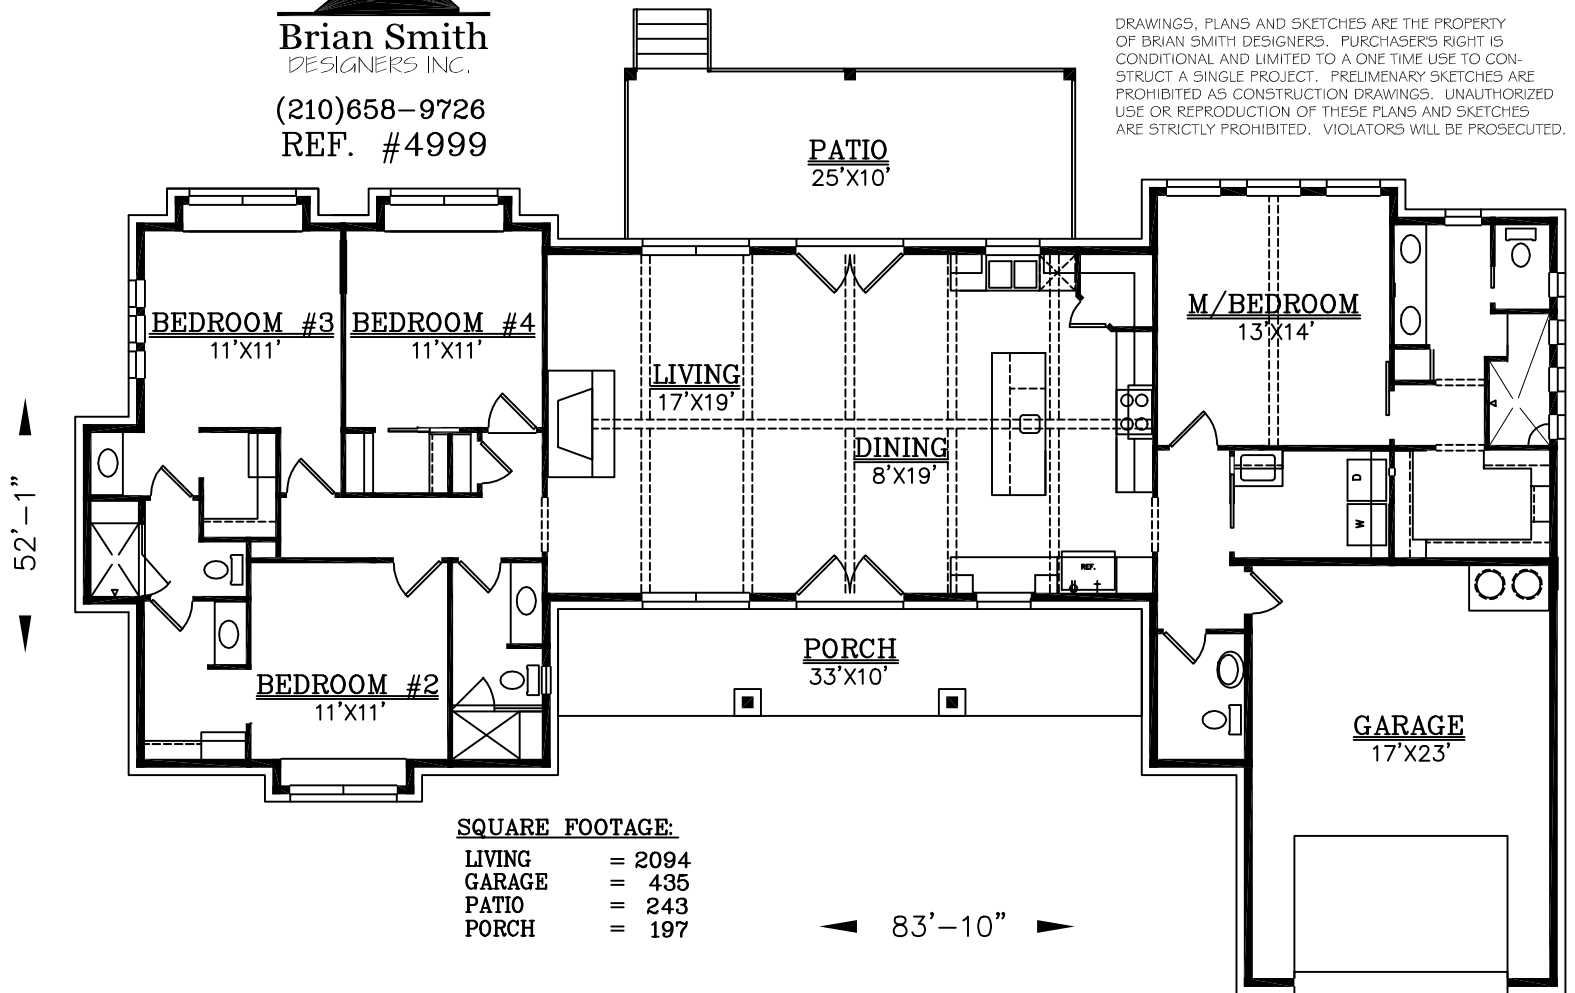 Brian Smith
DESIGNERS INC.
(210)658-9726
REF. #4999
DRAWINGS, PLANS AND SKETCHES ARE THE PROPERTY
OF BRIAN SMITH DESIGNERS. PURCHASER'S RIGHT IS
CONDITIONAL AND LIMITED TO A ONE TIME USE TO CON-
STRUCT A SINGLE PROJECT. PRELIMENARY SKETCHES ARE
PROHIBITED AS CONSTRUCTION DRAWINGS. UNAUTHORIZED
USE OR REPRODUCTION OF THESE PLANS AND SKETCHES
ARE STRICTLY PROHIBITED. VIOLATORS WILL BE PROSECUTED.
PATIO
25'X10'
BEDROOM #3
11'X11'
BEDROOM #4
11'X11'
M/BEDROOM
13'X14'
LIVING
17'X19'
DINING
8'X19'
D
W
52'-1"
REF.
PORCH
33'X10'
BEDROOM #2
11'X11'
GARAGE
17'X23'
SQUARE FOOTAGE:
LIVING = 2094
GARAGE = 435
PATIO = 243
PORCH = 197
83'-10"